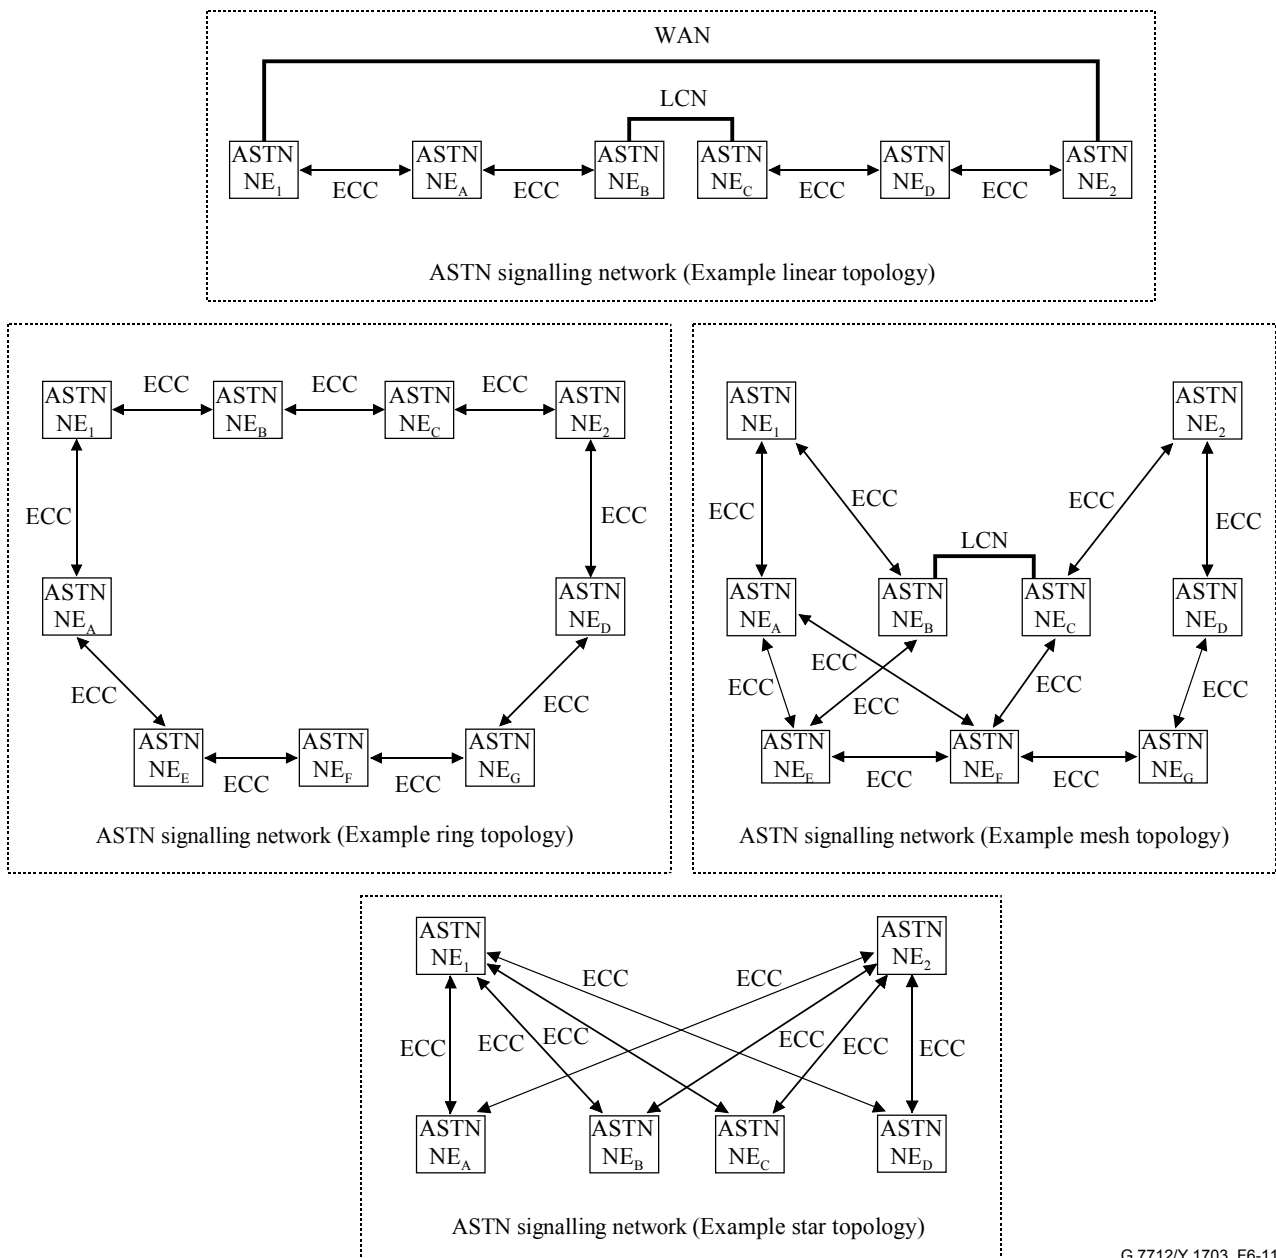 WAN
LCN
ASTN ASTN ASTN ASTN ASTN ASTN
NE1 NEA NEB NEC NED NE2
ECC ECC ECC ECC
ASTN signalling network (Example linear topology)
ECC ECC ECC
ASTN ASTN ASTN ASTN
NE1 NEB NEC NE2
ECC ECC
ASTN ASTN
NEA NED
ECC ECC
ASTN ASTN ASTN
NEE NEF NEG
ECC ECC
ASTN signalling network (Example ring topology)
ASTN ASTN
NE1 NE2
ECC ECC ECC ECC
LCN
ASTN ASTN ASTN ASTN
NEA NEB NEC NED
ECC
ECC ECC ECC ECC
ASTN ASTN ASTN
NEE NEF NEG
ECC ECC
ASTN signalling network (Example mesh topology)
ASTN ASTN
NE1 NE2
ECC ECC
ECC ECC ECC ECC ECC ECC
ASTN ASTN ASTN ASTN
NEA NEB NEC NED
ASTN signalling network (Example star topology)
G.7712/Y.1703_F6-11